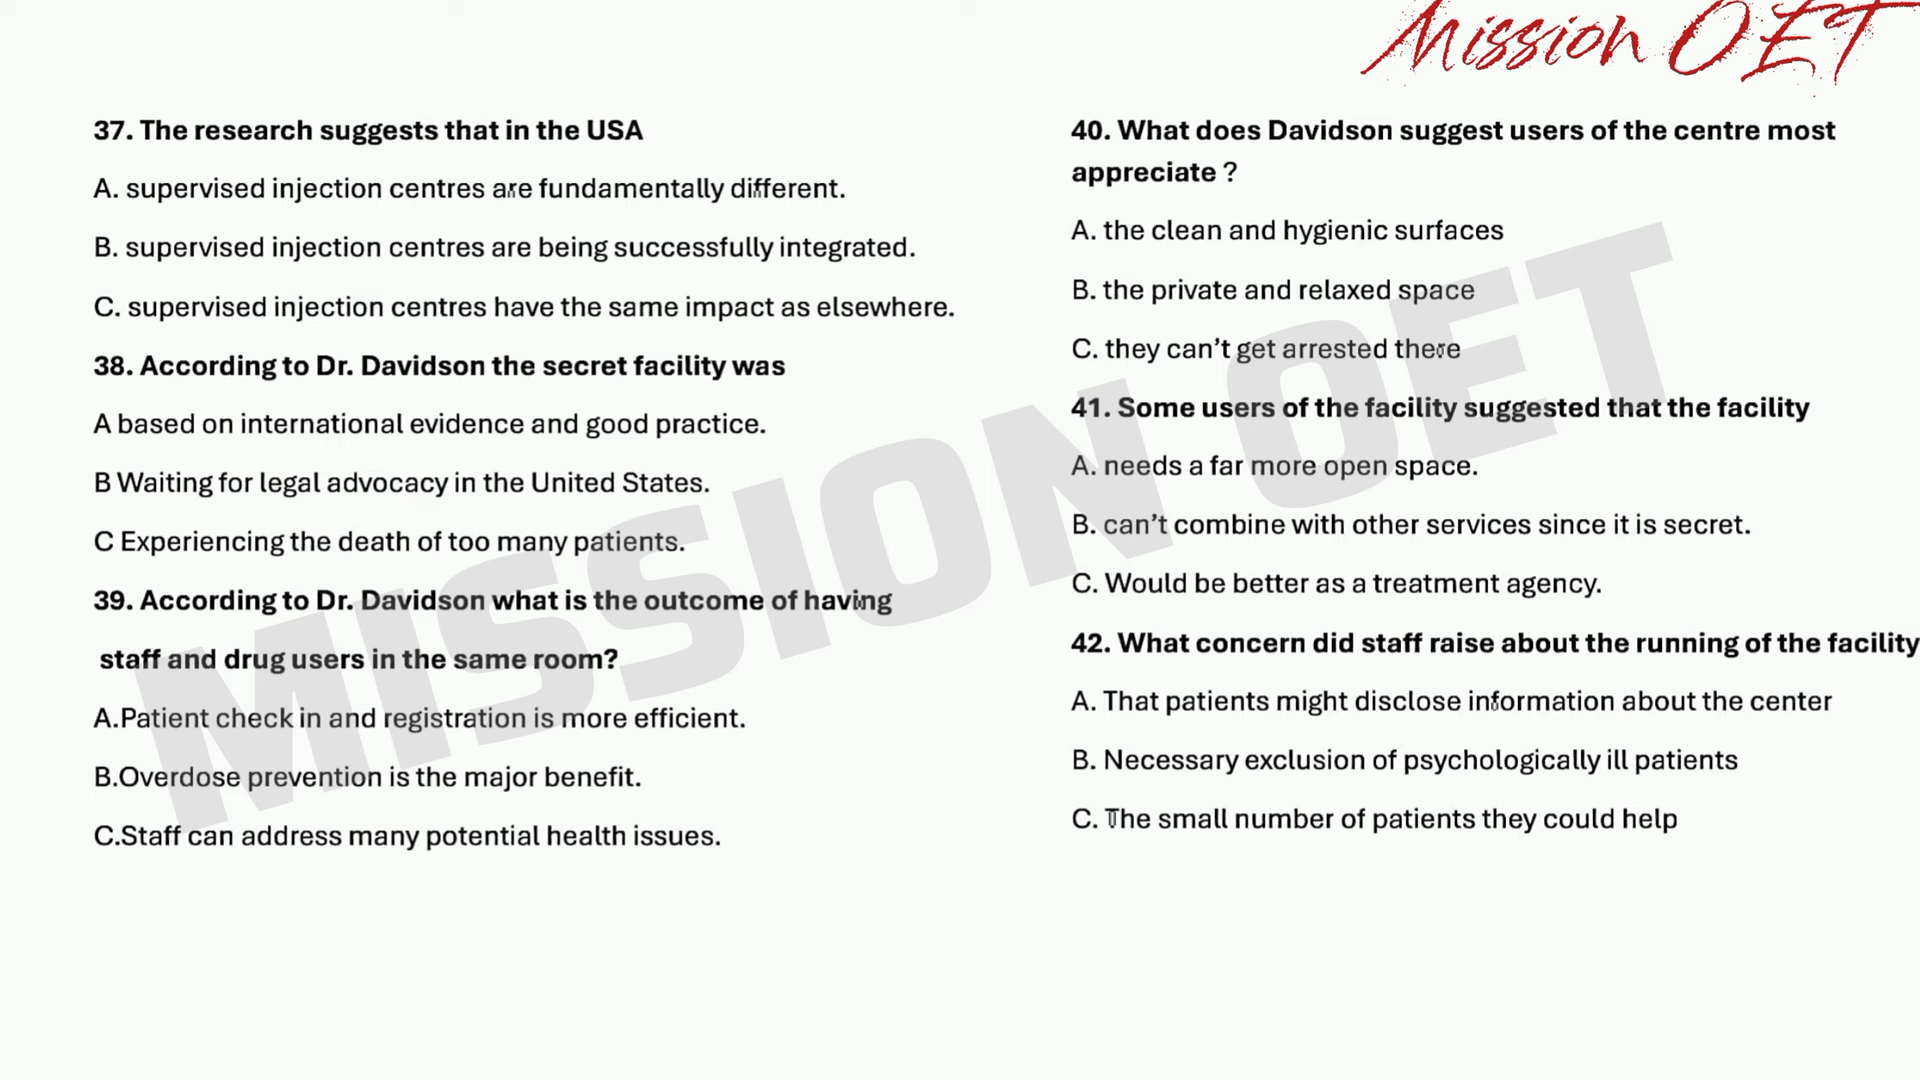 Mission OET
37. The research suggests that in the USA
A. supervised injection centres are fundamentally different.
B. supervised injection centres are being successfully integrated.
C. supervised injection centres have the same impact as elsewhere.
38. According to Dr. Davidson the secret facility was
A based on international evidence and good practice.
B Waiting for legal advocacy in the United States.
C Experiencing the death of too many patients.
39. According to Dr. Davidson what is the outcome of having
staff and drug users in the same room?
A.Patient check in and registration is more efficient.
B.Overdose prevention is the major benefit.
C.Staff can address many potential health issues.
40. What does Davidson suggest users of the centre most
appreciate ?
A. the clean and hygienic surfaces
B. the private and relaxed space
C. they can’t get arrested there
41. Some users of the facility suggested that the facility
A. needs a far more open space.
B. can’t combine with other services since it is secret.
C. Would be better as a treatment agency.
42. What concern did staff raise about the running of the facility
A. That patients might disclose information about the center
B. Necessary exclusion of psychologically ill patients
C. The small number of patients they could help
MISSION OET